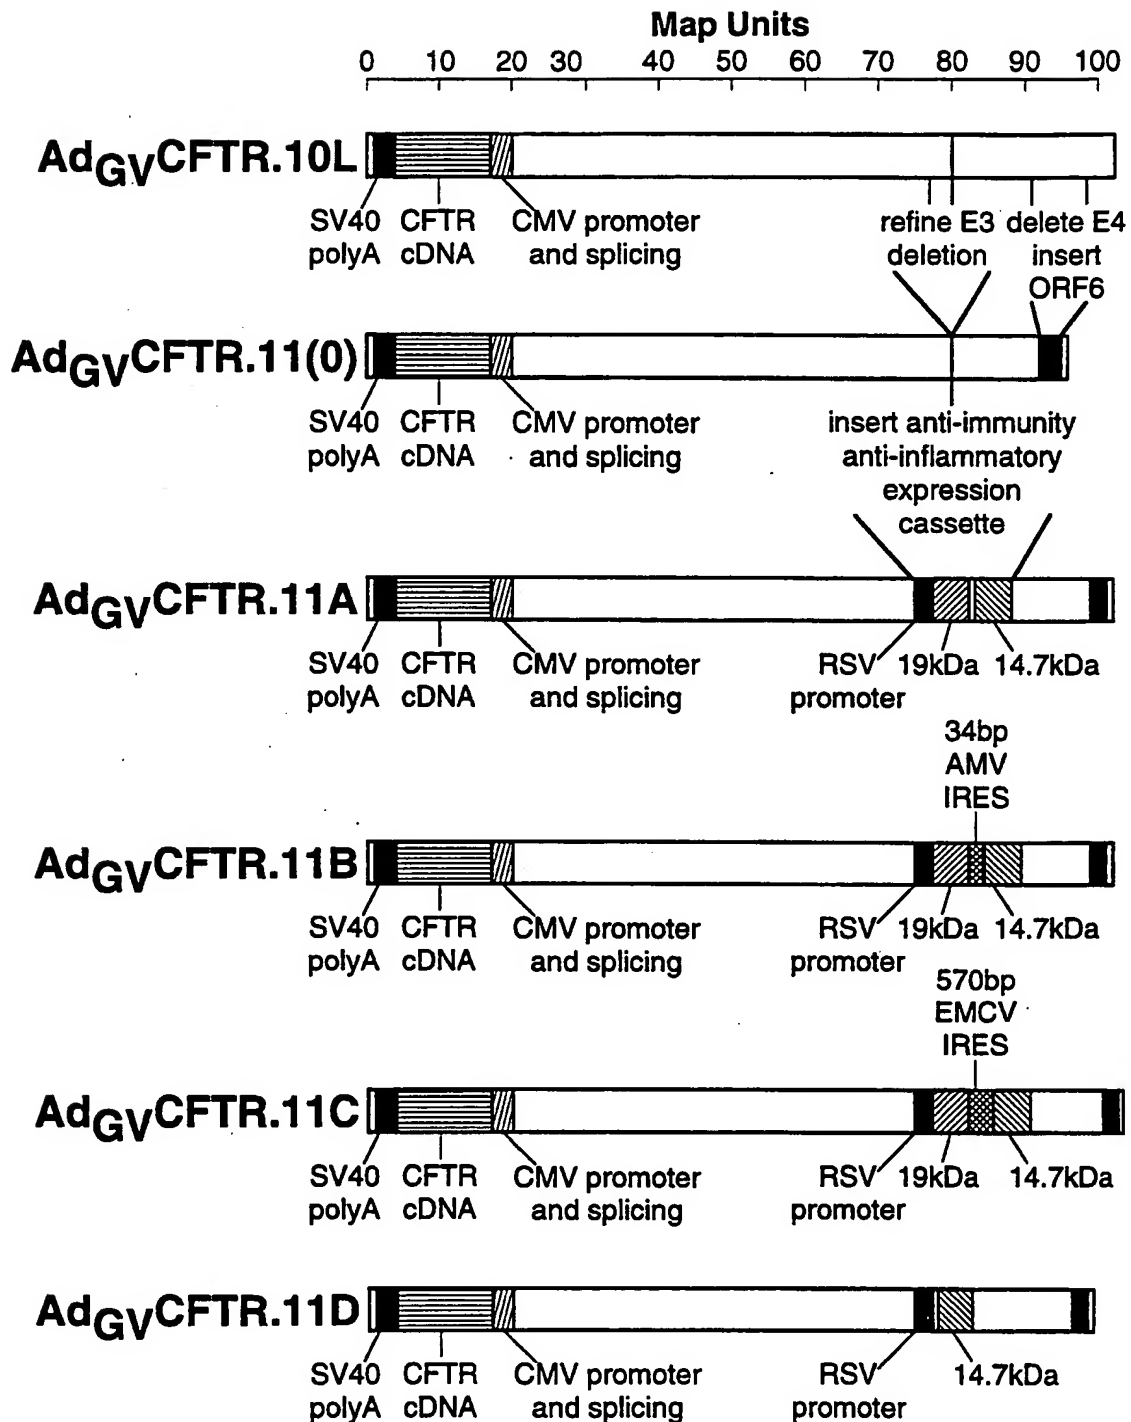 Map Units
0 10 20 30 40 50 60 70 80 90 100
AdGVCFTR.10L
SV40 CFTR CMV promoter refine E3 delete E4
polyA cDNA and splicing deletion insert
ORF6
AdGVCFTR.11(0)
SV40 CFTR CMV promoter insert anti-immunity
polyA cDNA and splicing anti-inflammatory
expression
cassette
AdGVCFTR.11A
SV40 CFTR CMV promoter RSV 19kDa 14.7kDa
polyA cDNA and splicing promoter
34bp
AMV
IRES
AdGVCFTR.11B
SV40 CFTR CMV promoter RSV 19kDa 14.7kDa
polyA cDNA and splicing promoter
570bp
EMCV
IRES
AdGVCFTR.11C
SV40 CFTR CMV promoter RSV 19kDa 14.7kDa
polyA cDNA and splicing promoter
AdGVCFTR.11D
SV40 CFTR CMV promoter RSV 14.7kDa
polyA cDNA and splicing promoter